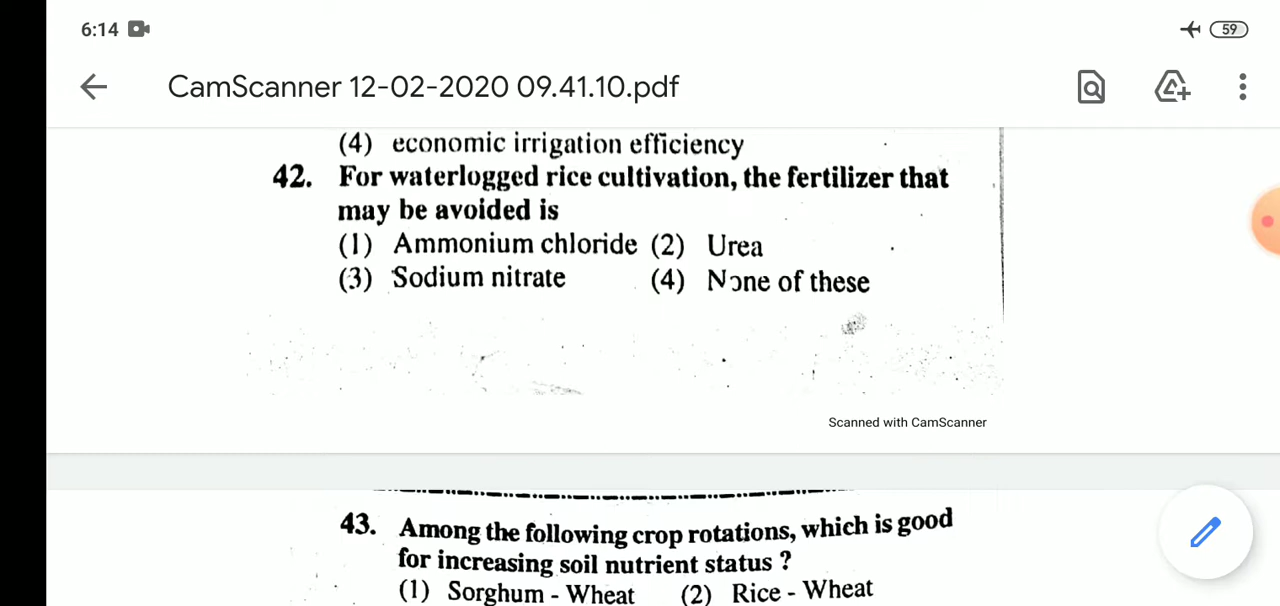 6:14
59
CamScanner 12-02-2020 09.41.10.pdf
(4) economic irrigation efficiency
42. For waterlogged rice cultivation, the fertilizer that
may be avoided is
(1) Ammonium chloride (2) Urea
(3) Sodium nitrate (4) None of these
Scanned with CamScanner
43. Among the following crop rotations, which is good
for increasing soil nutrient status ?
(1) Sorghum - Wheat (2) Rice - Wheat